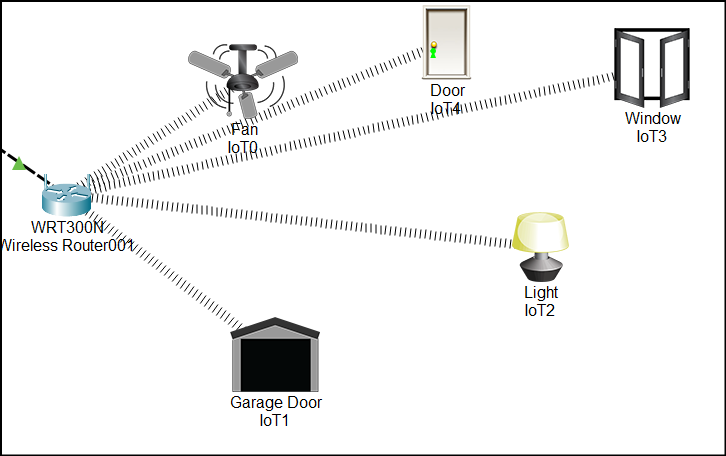 Door
IoT4
Window
IoT3
Fan
IoT0
WRT300N
Wireless Router001
Light
IoT2
Garage Door
IoT1